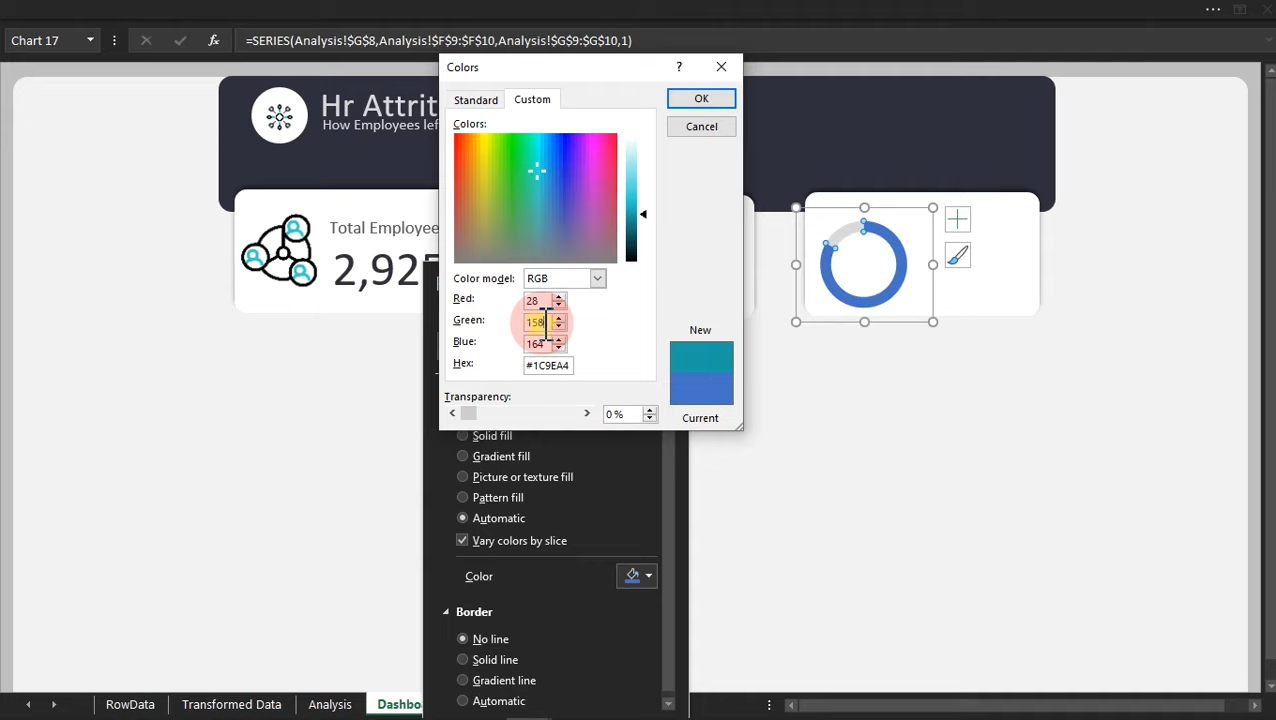 Chart 17
fx
=SERIES(Analysis!$G$8,Analysis!$F$9:$F$10,Analysis!$G$9:$G$10,1)
Hr Attrit
How Employees lef
Total Employee
2,927
Colors
?
OK
Cancel
Standard
Custom
Colors:
Color model:
RGB
Red:
28
Green:
158
Blue:
164
Hex:
#1C9EA4
Transparency:
0 %
New
Current
Solid fill
Gradient fill
Picture or texture fill
Pattern fill
Automatic
Vary colors by slice
Color
Border
No line
Solid line
Gradient line
Automatic
RowData
Transformed Data
Analysis
Dashbo